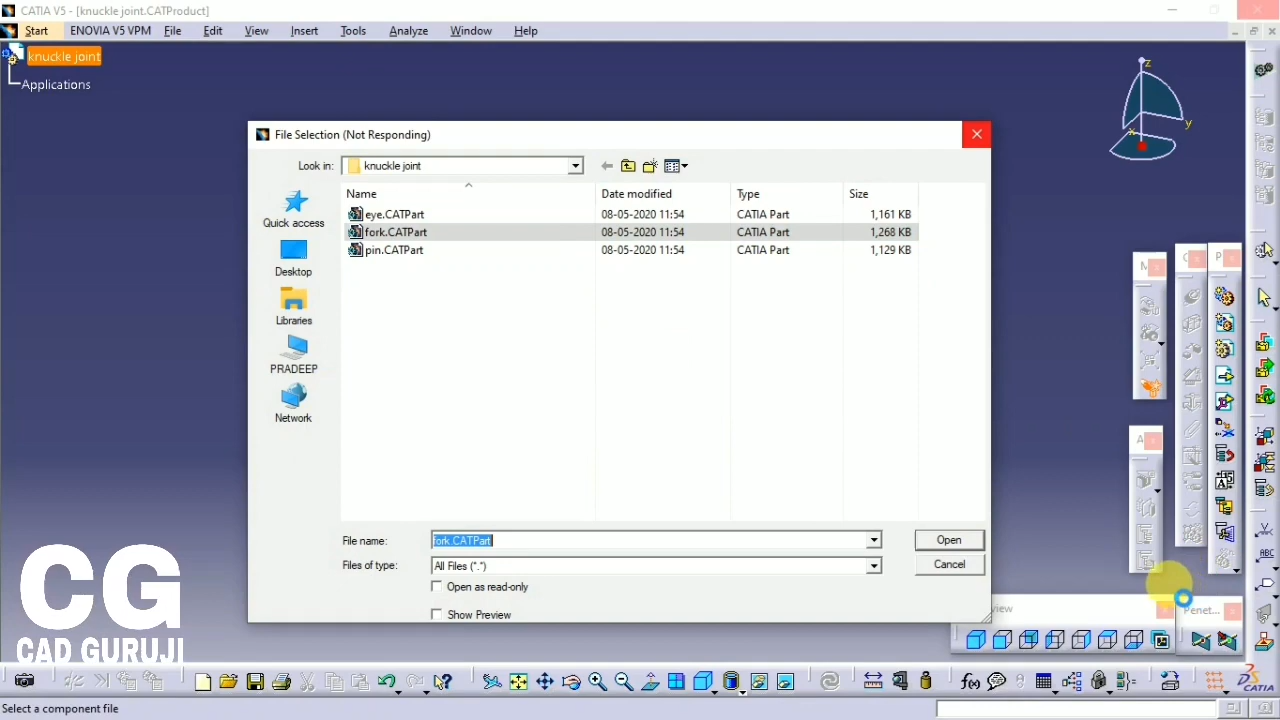 CATIA V5 - [knuckle joint.CATProduct]
Start ENOVIA V5 VPM File Edit View Insert Tools Analyze Window Help
knuckle joint
Applications
z
y
x
File Selection (Not Responding)
Look in: knuckle joint
Name Date modified Type Size
eye.CATPart 08-05-2020 11:54 CATIA Part 1,161 KB
fork.CATPart 08-05-2020 11:54 CATIA Part 1,268 KB
pin.CATPart 08-05-2020 11:54 CATIA Part 1,129 KB
Quick access
Desktop
Libraries
PRADEEP
Network
File name: fork.CATPart Open
Files of type: All Files (*.*) Cancel
Open as read-only
Show Preview
M...
P...
A...
Penet...
ABC
CG
CAD GURUJI
f(x)
CATIA
Select a component file